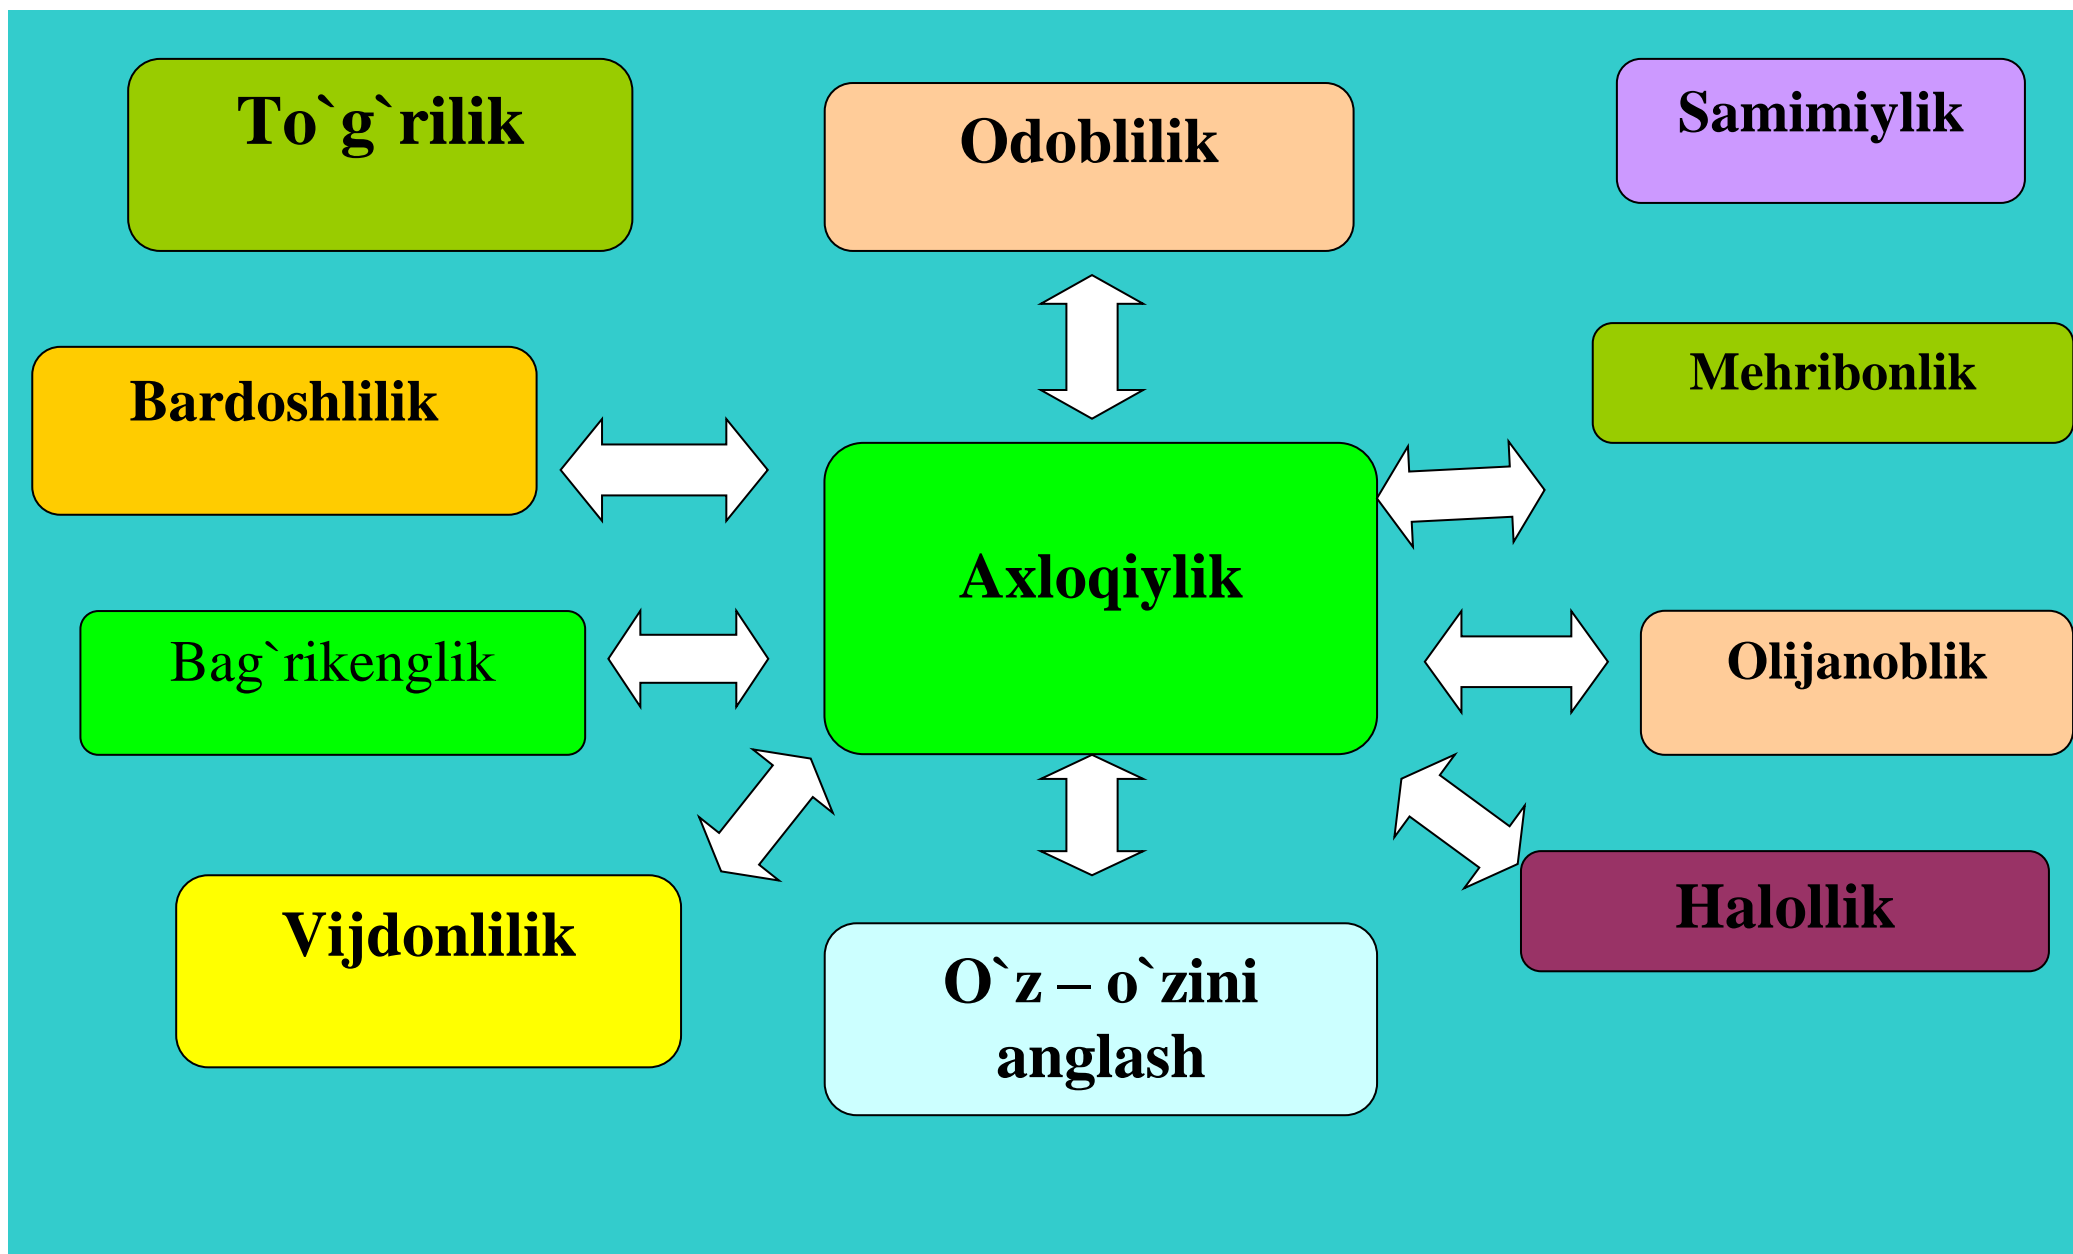 To`g`rilik
Odoblilik
Samimiylik
Bardoshlilik
Mehribonlik
Axloqiylik
Bag`rikenglik
Olijanoblik
Vijdonlilik
Halollik
O`z – o`zini
anglash